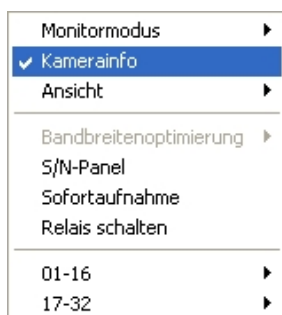 Monitormodus
Kamerainfo
Ansicht
Bandbreitenoptimierung
S/N-Panel
Sofortaufnahme
Relais schalten
01-16
17-32